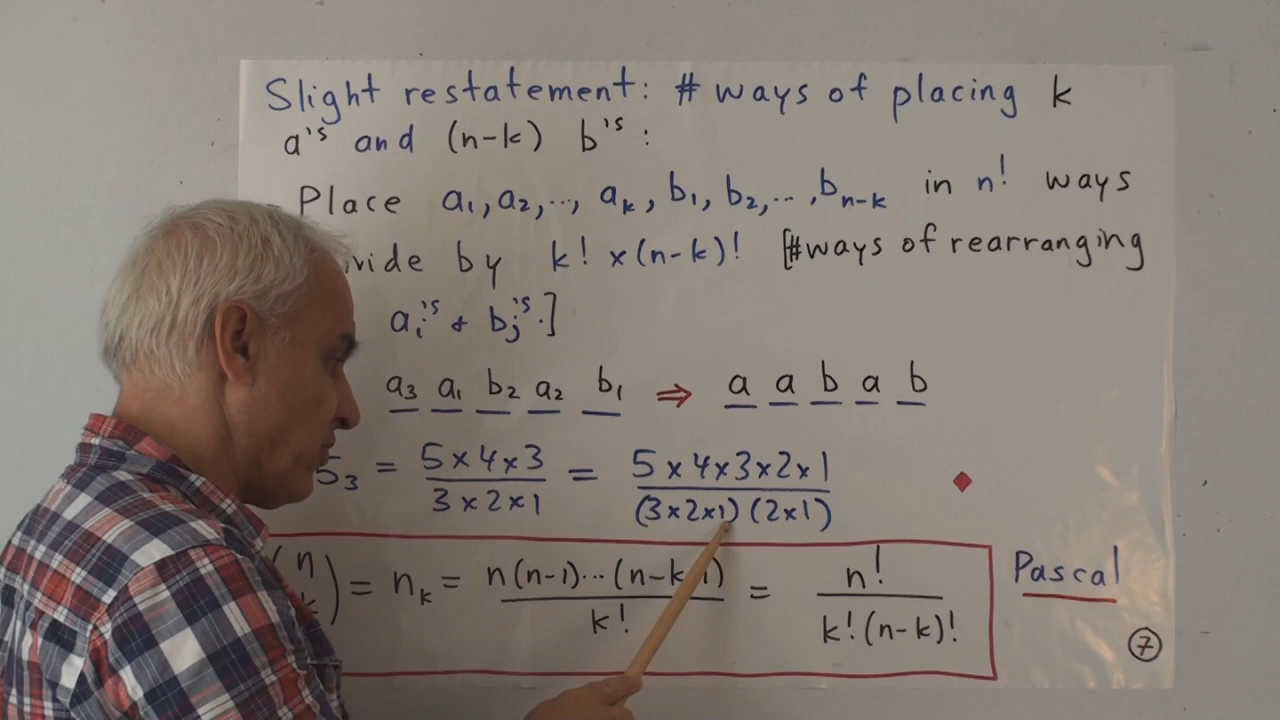 Slight restatement: # ways of placing k
a's and (n-k) b's:
- Place a₁, a₂, .., aₖ, b₁, b₂, .. , bₙ₋ₖ in n! ways
ivide by k! × (n-k)! [#ways of rearranging
aᵢ's + bⱼ's.]
a₃ a₁ b₂ a₂ b₁ ⇒ a a b a b
5₃ = (5×4×3)/(3×2×1) = (5×4×3×2×1)/((3×2×1)(2×1))
(n k) = nₖ = n(n-1)...(n-k 1)/k! = n!/(k!(n-k)!) Pascal
7